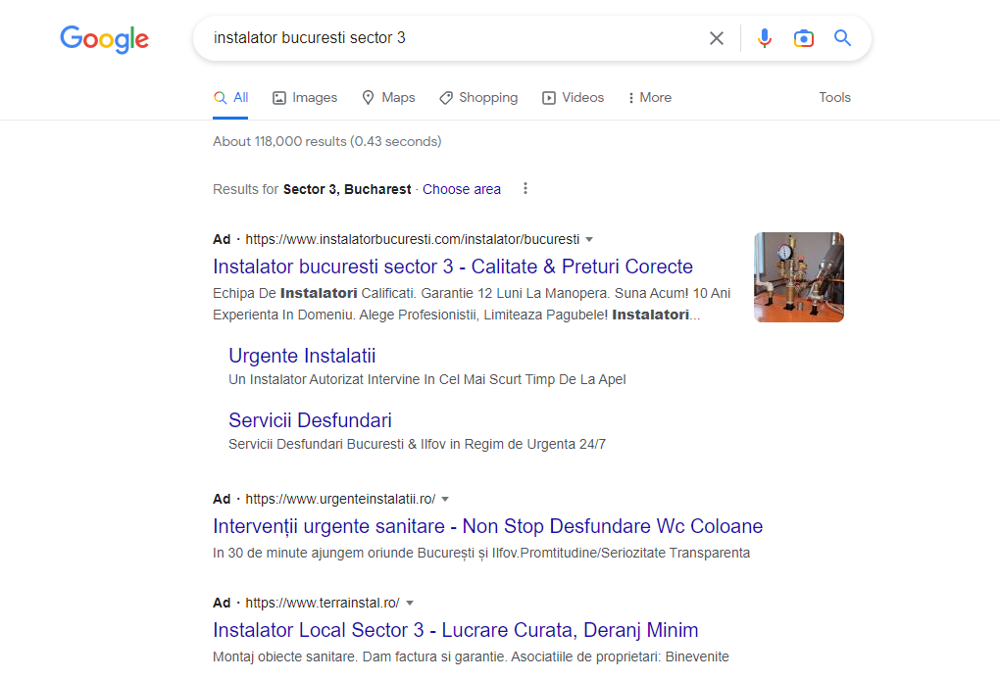 Google
instalator bucuresti sector 3
All Images Maps Shopping Videos More Tools
About 118,000 results (0.43 seconds)
Results for Sector 3, Bucharest · Choose area
Ad · https://www.instalatorbucuresti.com/instalator/bucuresti
Instalator bucuresti sector 3 - Calitate & Preturi Corecte
Echipa De Instalatori Calificati. Garantie 12 Luni La Manopera. Suna Acum! 10 Ani
Experienta In Domeniu. Alege Profesionistii, Limiteaza Pagubele! Instalatori...
Urgente Instalatii
Un Instalator Autorizat Intervine In Cel Mai Scurt Timp De La Apel
Servicii Desfundari
Servicii Desfundari Bucuresti & Ilfov in Regim de Urgenta 24/7
Ad · https://www.urgenteinstalatii.ro/
Intervenții urgente sanitare - Non Stop Desfundare Wc Coloane
In 30 de minute ajungem oriunde București și Ilfov.Promtitudine/Seriozitate Transparenta
Ad · https://www.terrainstal.ro/
Instalator Local Sector 3 - Lucrare Curata, Deranj Minim
Montaj obiecte sanitare. Dam factura si garantie. Asociatiile de proprietari: Binevenite